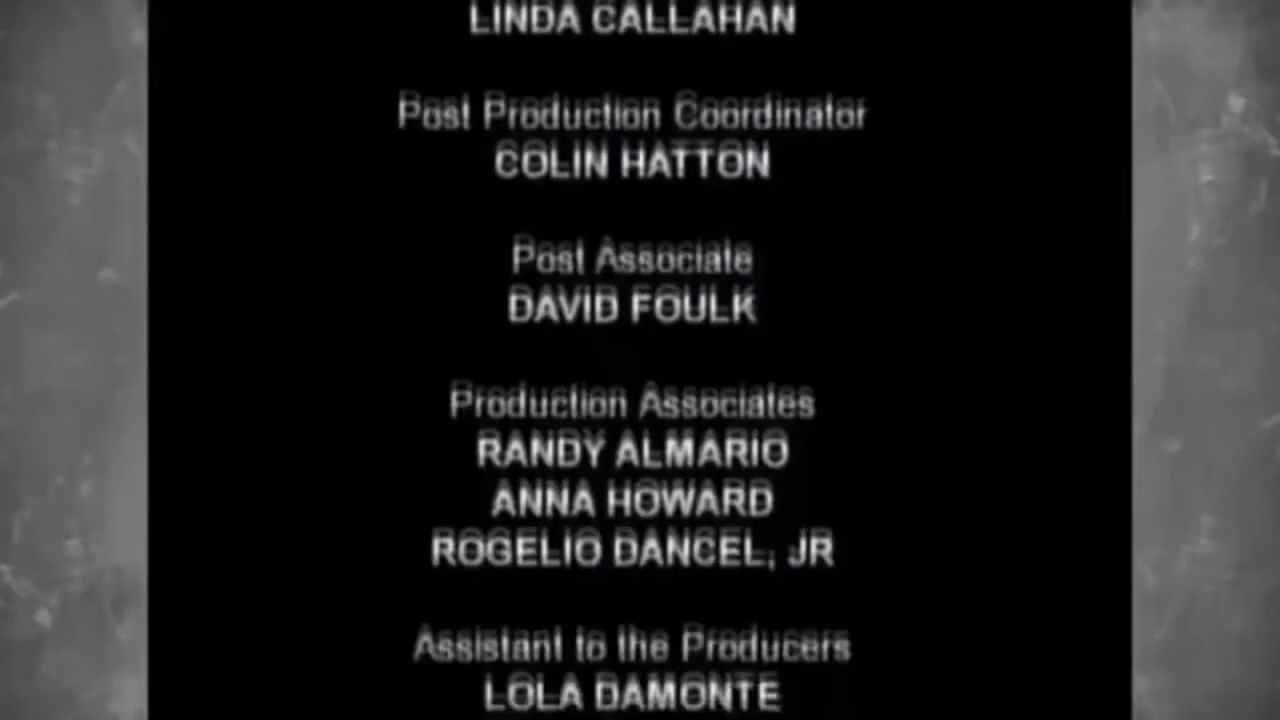 LINDA CALLAHAN
Post Production Coordinator
COLIN HATTON
Post Associate
DAVID FOULK
Production Associates
RANDY ALMARIO
ANNA HOWARD
ROGELIO DANCEL, JR
Assistant to the Producers
LOLA DAMONTE